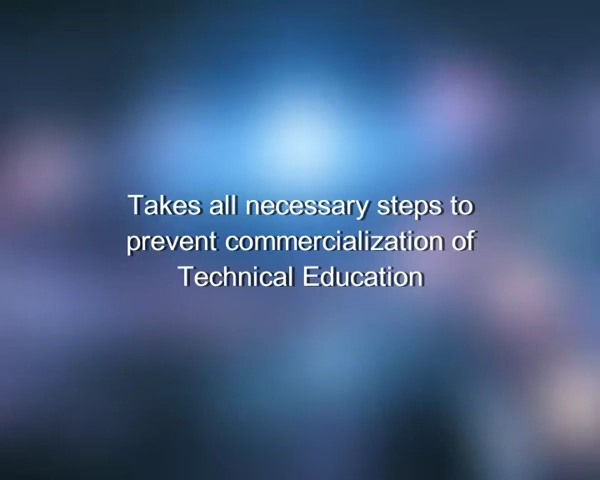 Takes all necessary steps to
prevent commercialization of
Technical Education